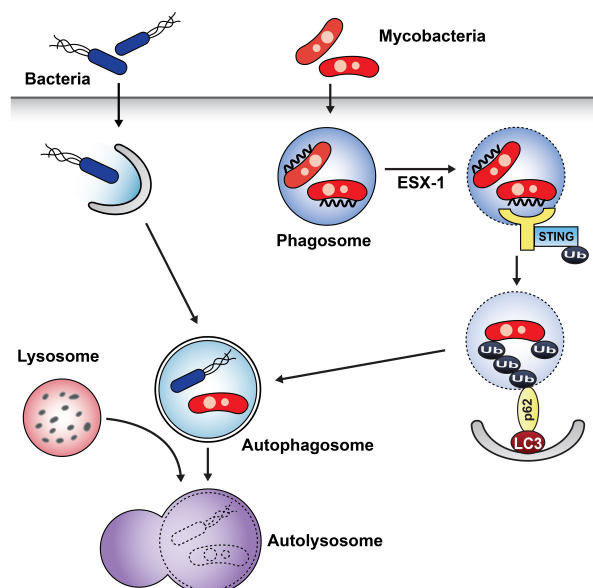 Mycobacteria
Bacteria
ESX-1
Phagosome
STING
Ub
Ub
Ub
Ub
Ub
p62
LC3
Lysosome
Autophagosome
Autolysosome